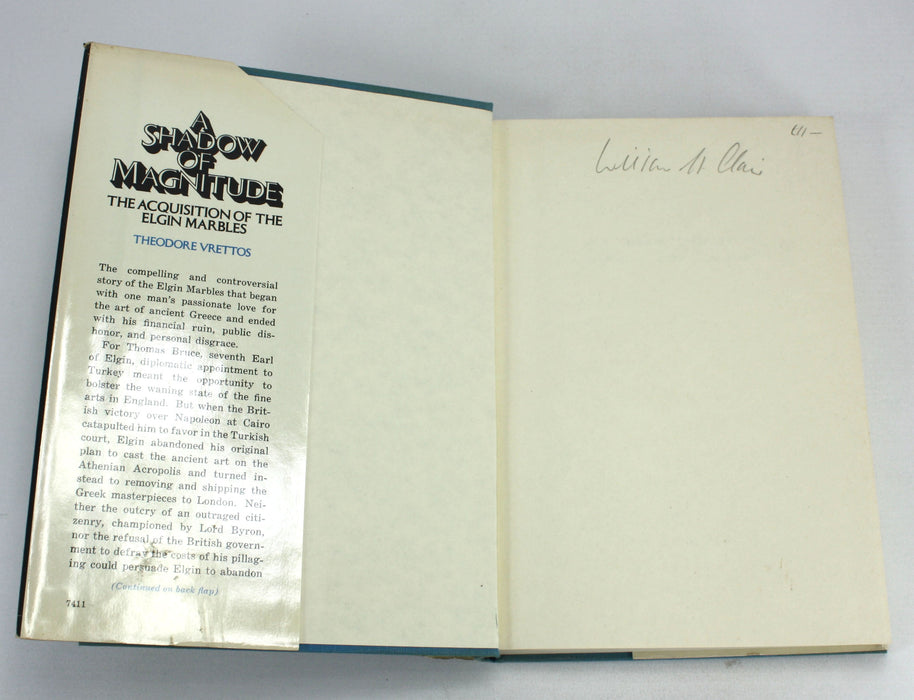 A
SHADOW
OF
MAGNITUDE
THE ACQUISITION OF THE
ELGIN MARBLES
THEODORE VRETTOS
The compelling and controversial
story of the Elgin Marbles that began
with one man's passionate love for
the art of ancient Greece and ended
with his financial ruin, public dis-
honor, and personal disgrace.
For Thomas Bruce, seventh Earl
of Elgin, diplomatic appointment to
Turkey meant the opportunity to
bolster the waning state of the fine
arts in England. But when the Brit-
ish victory over Napoleon at Cairo
catapulted him to favor in the Turkish
court, Elgin abandoned his original
plan to cast the ancient art on the
Athenian Acropolis and turned in-
stead to removing and shipping the
Greek masterpieces to London. Nei-
ther the outcry of an outraged citi-
zenry, championed by Lord Byron,
nor the refusal of the British govern-
ment to defray the costs of his pillag-
ing could persuade Elgin to abandon
(Continued on back flap)
7411
William St Clair